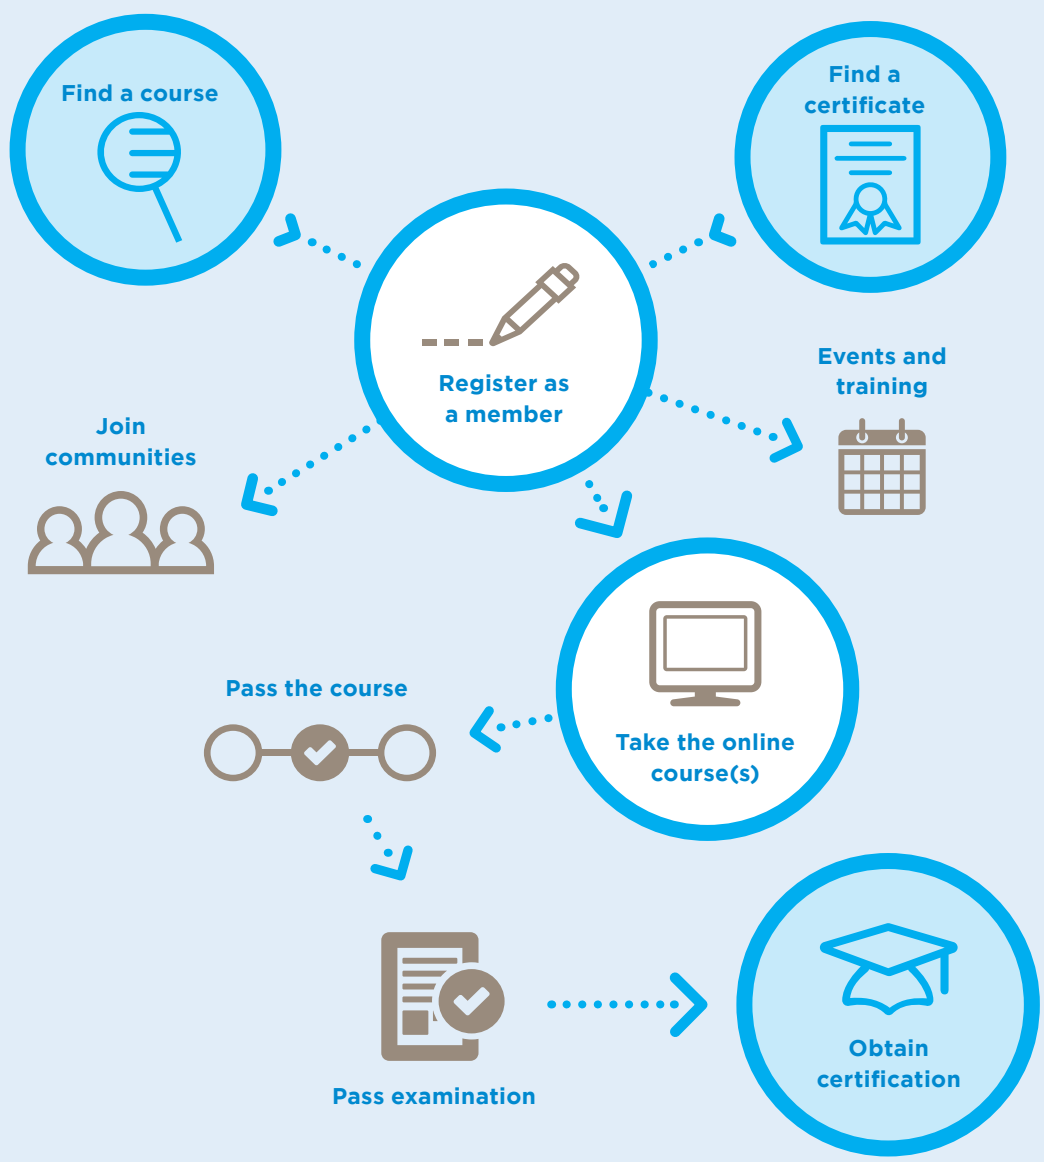 Find a course
Find a
certificate
Register as
a member
Events and
training
Join
communities
Take the online
course(s)
Pass the course
Pass examination
Obtain
certification